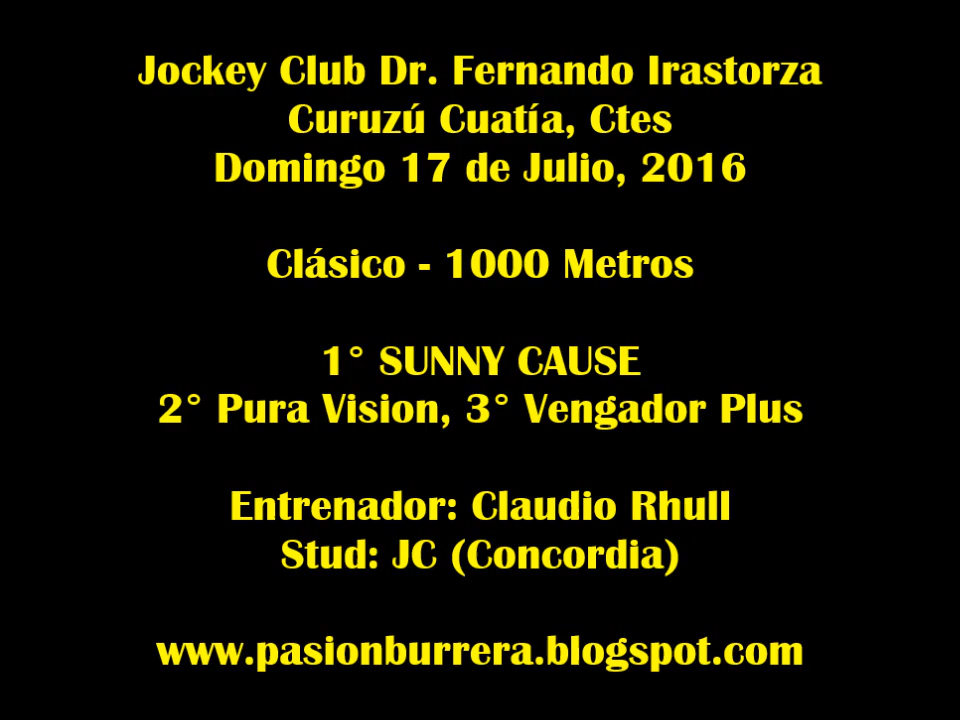 Jockey Club Dr. Fernando Irastorza
Curuzú Cuatía, Ctes
Domingo 17 de Julio, 2016
Clásico - 1000 Metros
1° SUNNY CAUSE
2° Pura Vision, 3° Vengador Plus
Entrenador: Claudio Rhull
Stud: JC (Concordia)
www.pasionburrera.blogspot.com